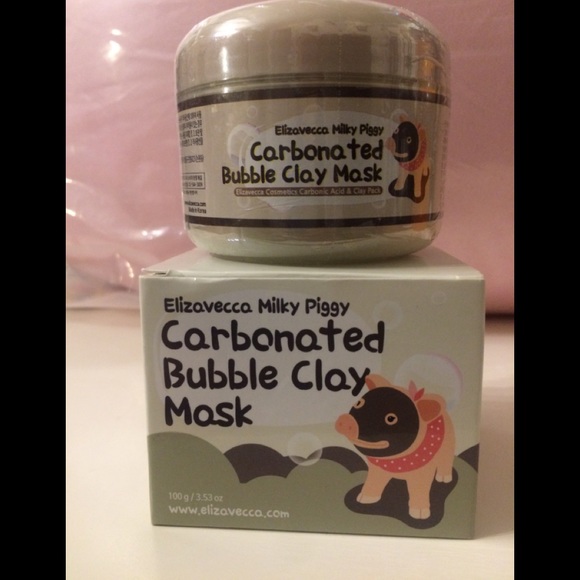 Elizavecca Milky Piggy
Carbonated
Bubble Clay Mask
Elizavecca Cosmetics Carbonic Acid & Clay Pack
Elizavecca Milky Piggy
Carbonated
Bubble Clay
Mask
100 g / 3.53 oz
www.elizavecca.com